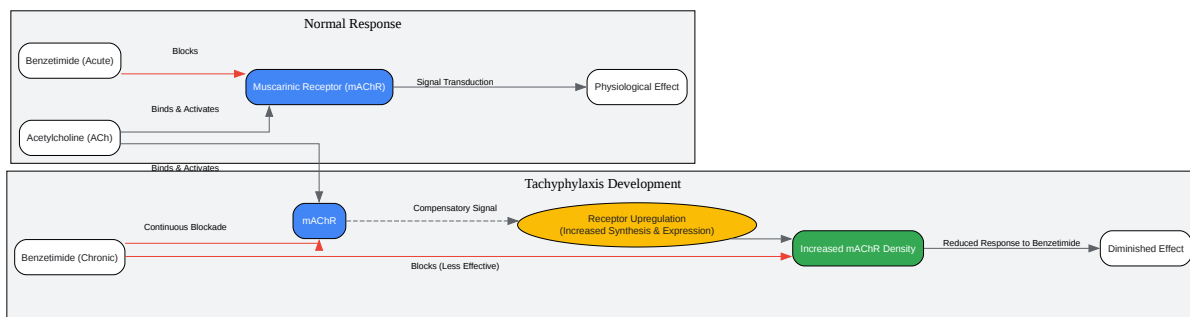 Normal Response
Benzetimide (Acute)
Blocks
Muscarinic Receptor (mAChR)
Signal Transduction
Physiological Effect
Binds & Activates
Acetylcholine (ACh)
Binds & Activates
Tachyphylaxis Development
mAChR
Compensatory Signal
Receptor Upregulation
(Increased Synthesis & Expression)
Continuous Blockade
Benzetimide (Chronic)
Blocks (Less Effective)
Increased mAChR Density
Reduced Response to Benzetimide
Diminished Effect